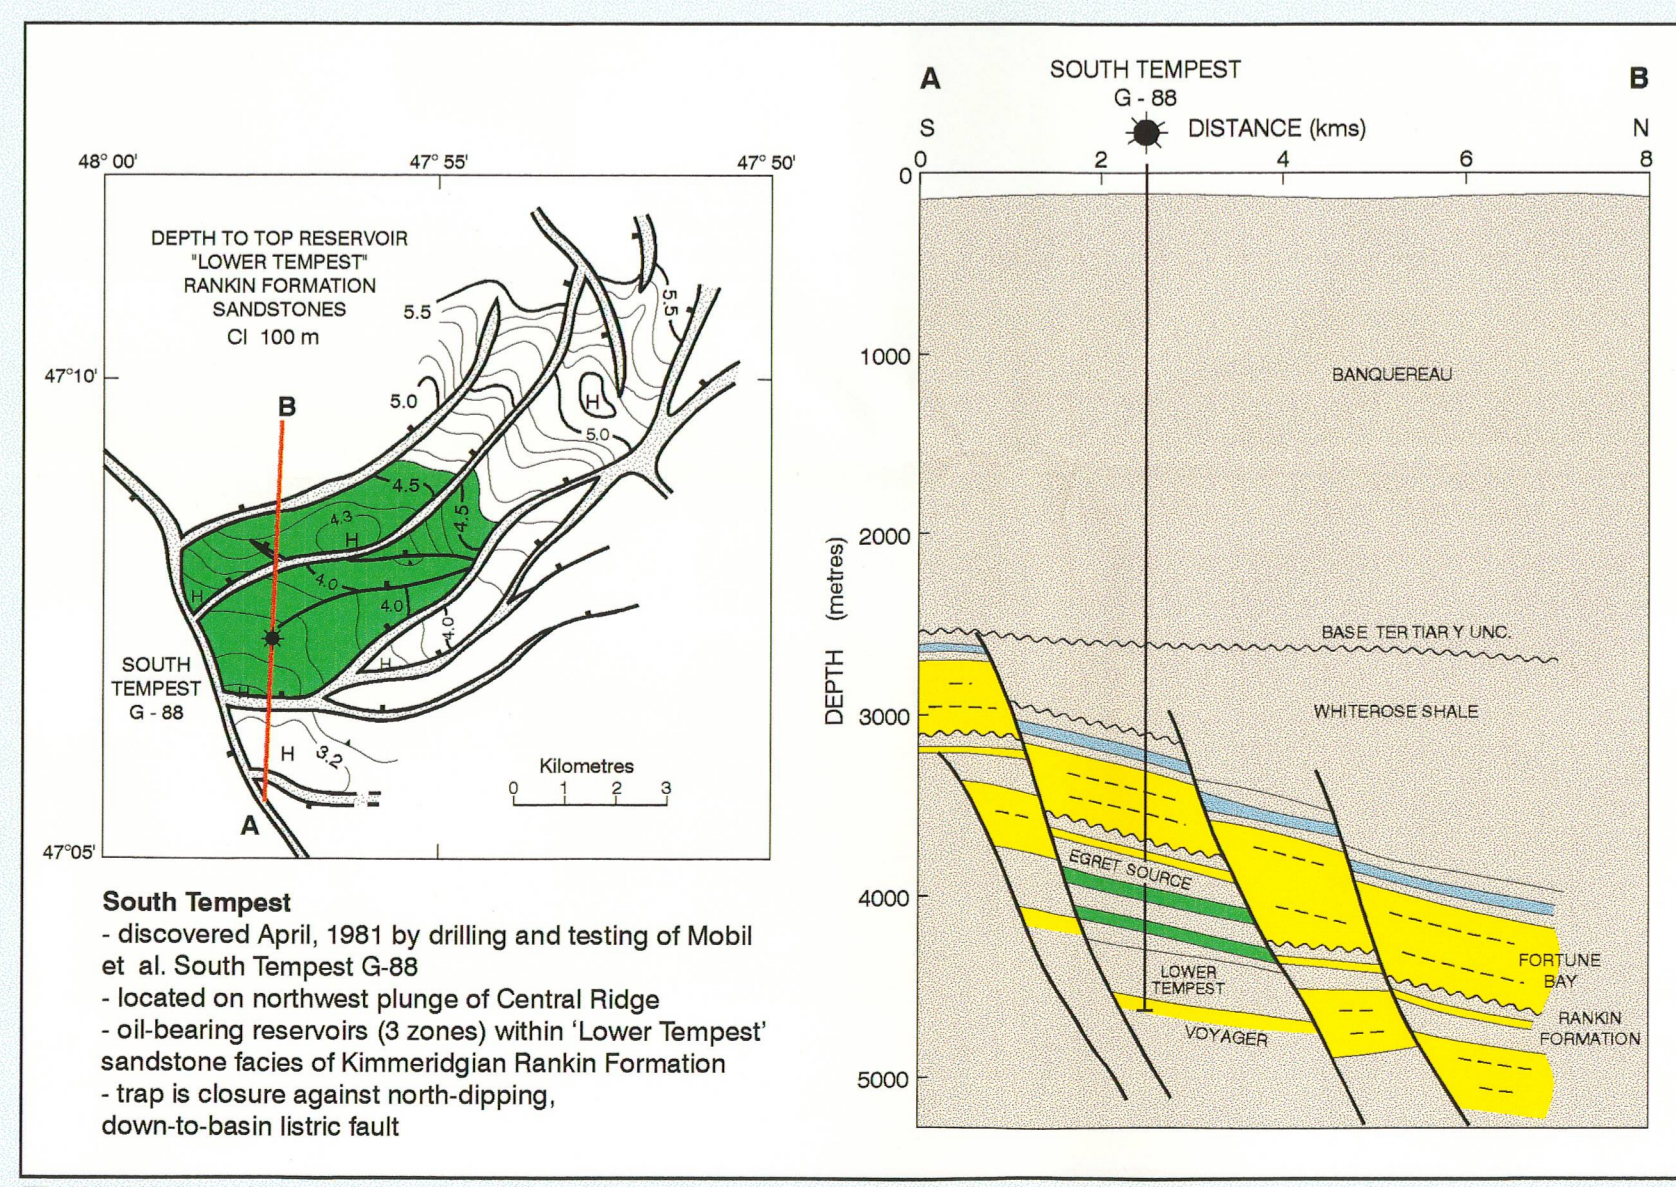 48° 00'
47° 55'
47° 50'
DEPTH TO TOP RESERVOIR
"LOWER TEMPEST"
RANKIN FORMATION
SANDSTONES
CI 100 m
5.5
5.5
47°10'
5.0
H
5.0
B
4.5
4.5
4.3
H
4.0
H
4.0
4.0
H
SOUTH
TEMPEST
G - 88
H
H
3.2
A
Kilometres
0 1 2 3
47°05'
South Tempest
- discovered April, 1981 by drilling and testing of Mobil
et al. South Tempest G-88
- located on northwest plunge of Central Ridge
- oil-bearing reservoirs (3 zones) within ‘Lower Tempest’
sandstone facies of Kimmeridgian Rankin Formation
- trap is closure against north-dipping,
down-to-basin listric fault
A
SOUTH TEMPEST
G - 88
B
S
DISTANCE (kms)
N
0 2 4 6 8
0
1000
2000
3000
4000
5000
DEPTH (metres)
BANQUEREAU
BASE TERTIARY UNC.
WHITEROSE SHALE
EGRET SOURCE
LOWER
TEMPEST
VOYAGER
FORTUNE
BAY
RANKIN
FORMATION